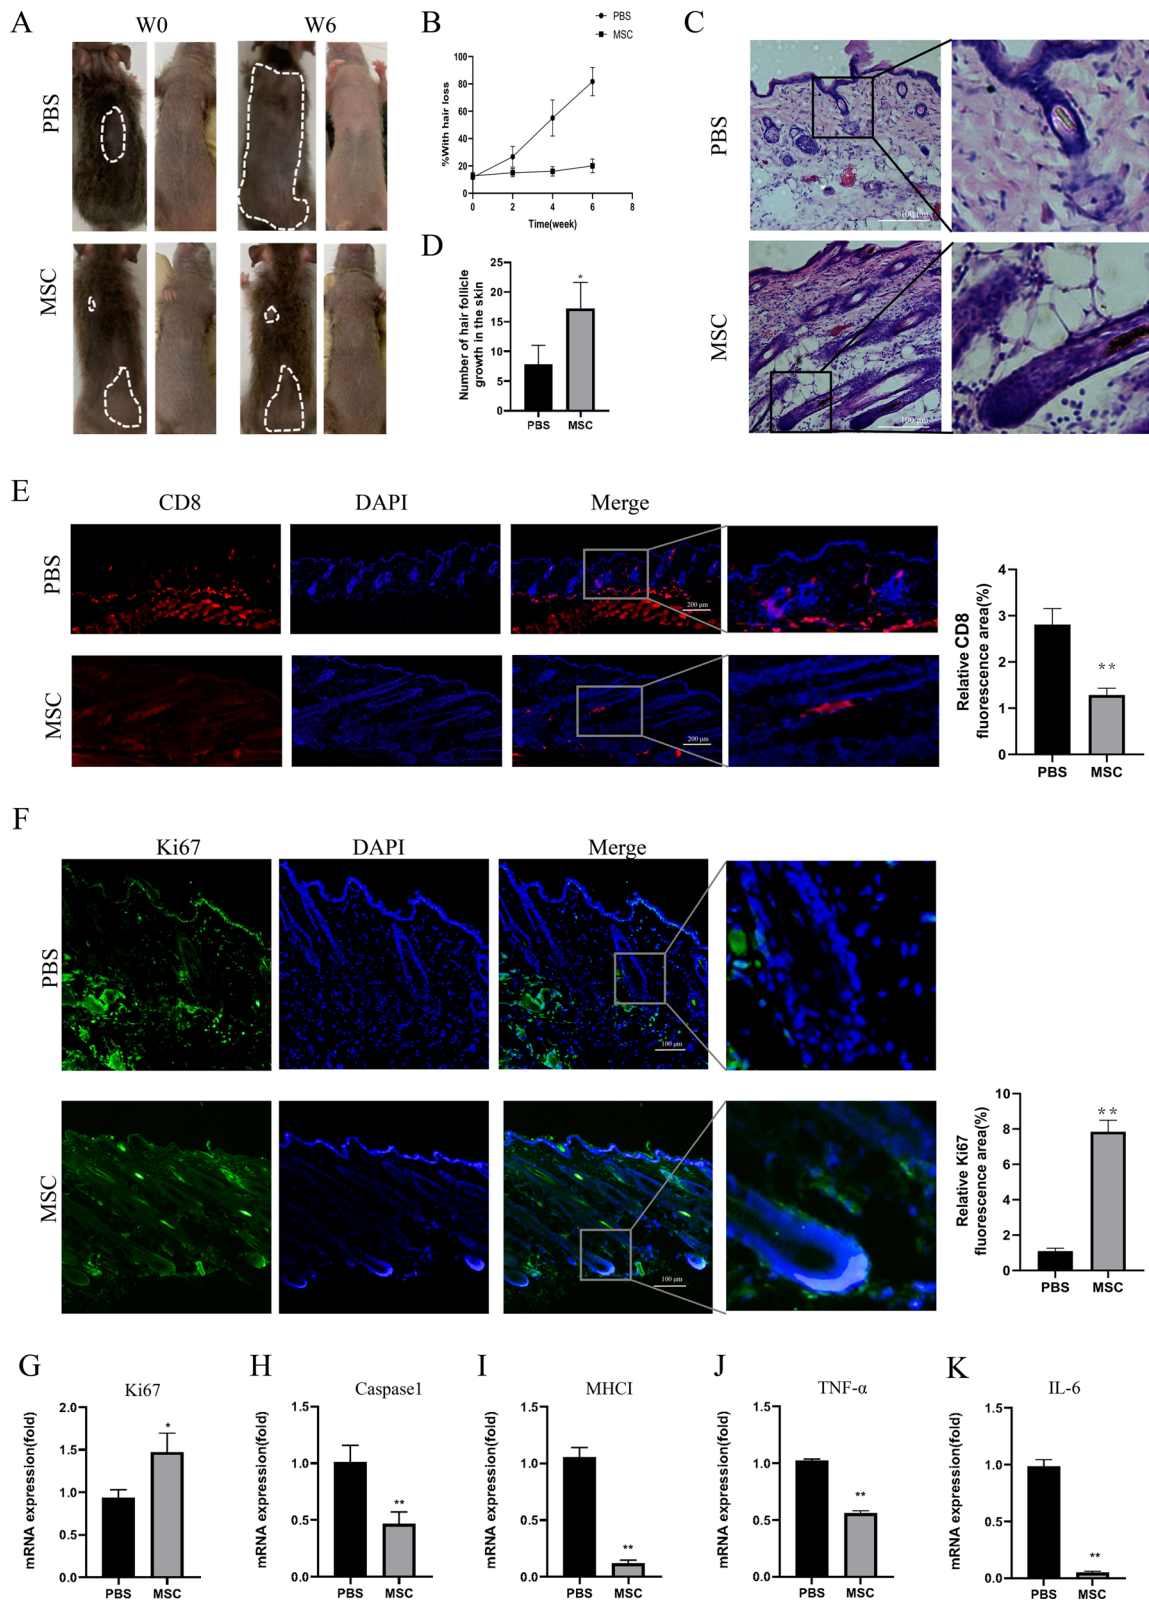 A
W0
W6
PBS
MSC
B
PBS
MSC
%With hair loss
100
80
60
40
20
0
0 2 4 6 8
Time(week)
C
PBS
100 μm
MSC
100 μm
D
Number of hair follicle
growth in the skin
25
20
15
10
5
0
*
PBS MSC
E
CD8 DAPI Merge
PBS
200 μm
MSC
200 μm
Relative CD8
fluorescence area(%)
4
3
2
1
0
**
PBS MSC
F
Ki67 DAPI Merge
PBS
100 μm
MSC
100 μm
Relative Ki67
fluorescence area(%)
10
8
6
4
2
0
**
PBS MSC
G
Ki67
mRNA expression(fold)
2.0
1.5
1.0
0.5
0.0
*
PBS MSC
H
Caspase1
mRNA expression(fold)
1.5
1.0
0.5
0.0
**
PBS MSC
I
MHCI
mRNA expression(fold)
1.5
1.0
0.5
0.0
**
PBS MSC
J
TNF-α
mRNA expression(fold)
1.5
1.0
0.5
0.0
**
PBS MSC
K
IL-6
mRNA expression(fold)
1.5
1.0
0.5
0.0
**
PBS MSC